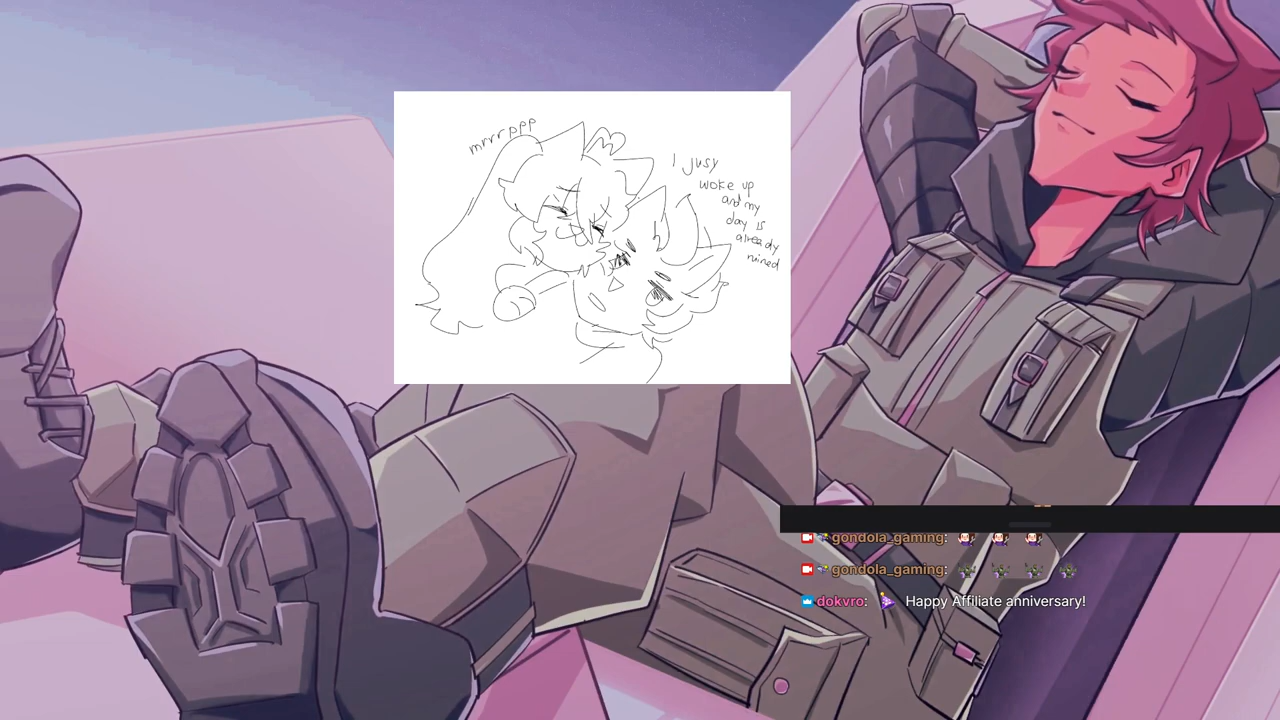 mrrrppp
I jusy
woke up
and my
day is
already
ruined
gondola_gaming:
gondola_gaming:
dokvro: Happy Affiliate anniversary!